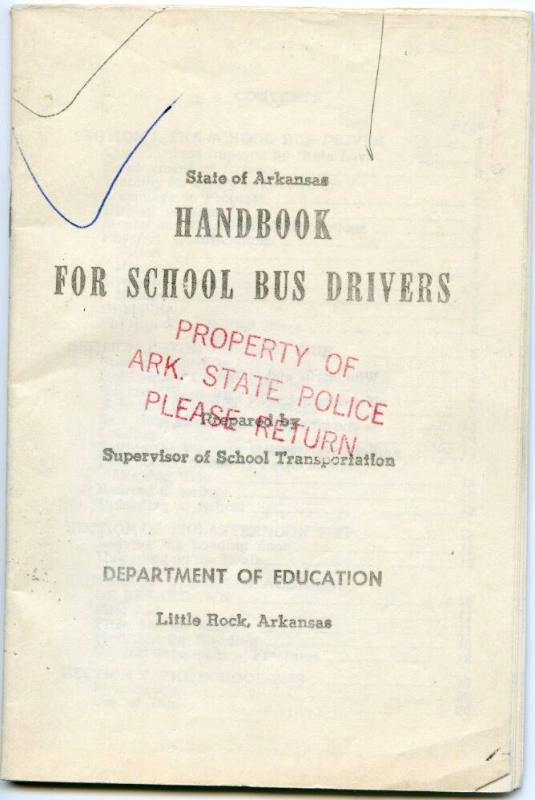 State of Arkansas
HANDBOOK
FOR SCHOOL BUS DRIVERS
PROPERTY OF
ARK. STATE POLICE
PLEASE RETURN
Prepared by
Supervisor of School Transportation
DEPARTMENT OF EDUCATION
Little Rock, Arkansas